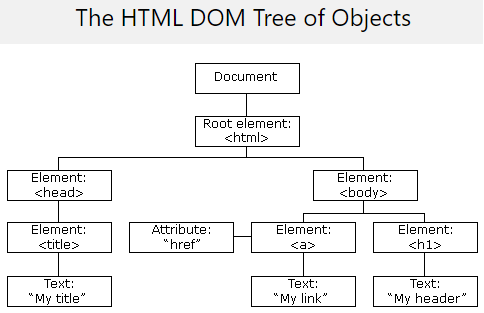 The HTML DOM Tree of Objects
Document
Root element:
<html>
Element:
<head>
Element:
<body>
Element:
<title>
Attribute:
“href”
Element:
<a>
Element:
<h1>
Text:
“My title”
Text:
“My link”
Text:
“My header”